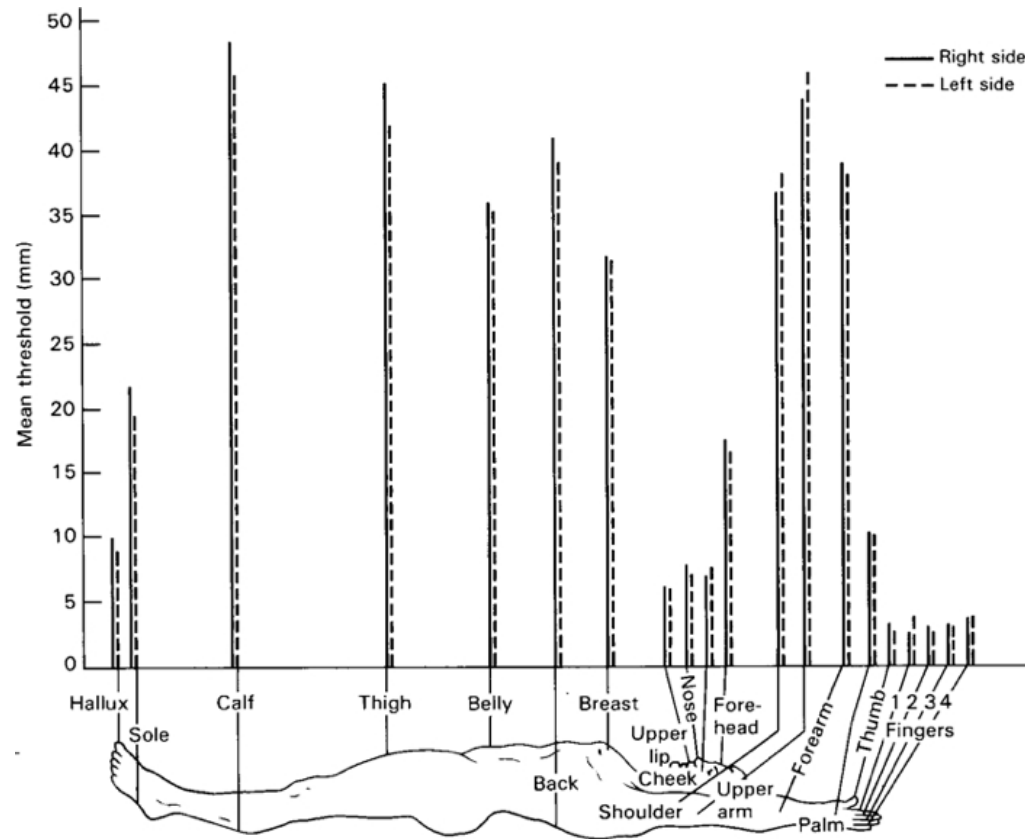 50
45
40
35
30
25
20
15
10
5
0
Mean threshold (mm)
Right side
Left side
Hallux
Sole
Calf
Thigh
Belly
Back
Breast
Upper
lip
Nose
Cheek
Fore-
head
Shoulder
Upper
arm
Forearm
Palm
Thumb
1 2 3 4
Fingers